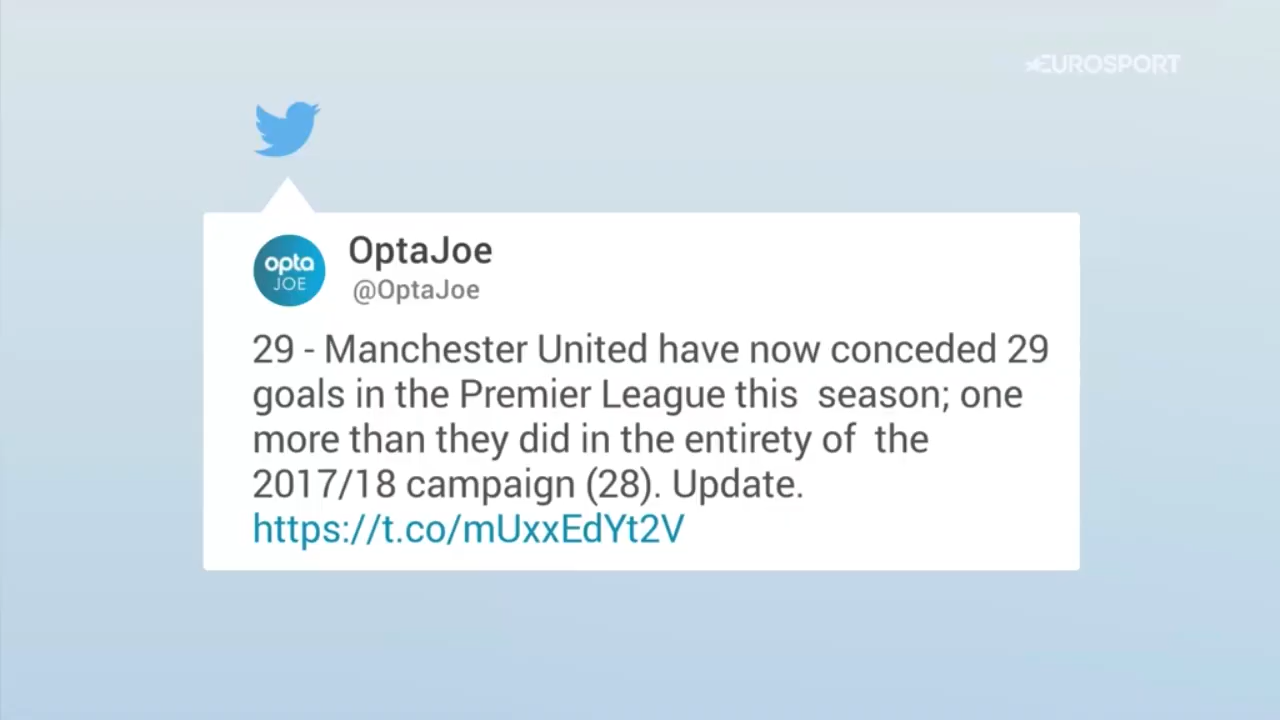 EUROSPORT
opta
JOE
OptaJoe
@OptaJoe
29 - Manchester United have now conceded 29
goals in the Premier League this  season; one
more than they did in the entirety of  the
2017/18 campaign (28). Update.
https://t.co/mUxxEdYt2V